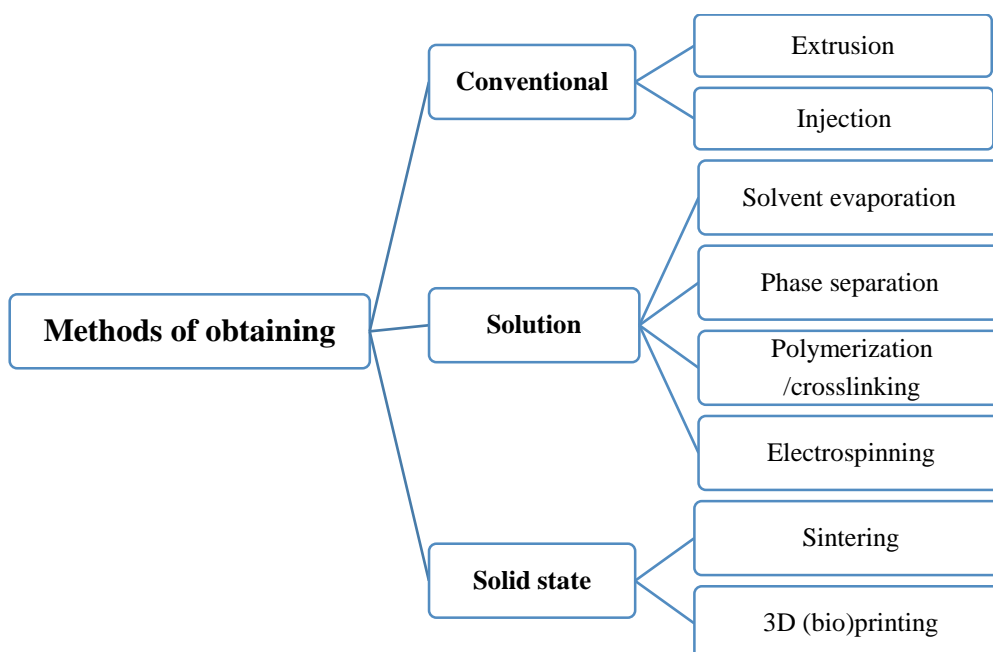 Methods of obtaining
Conventional
Extrusion
Injection
Solution
Solvent evaporation
Phase separation
Polymerization
/crosslinking
Electrospinning
Solid state
Sintering
3D (bio)printing